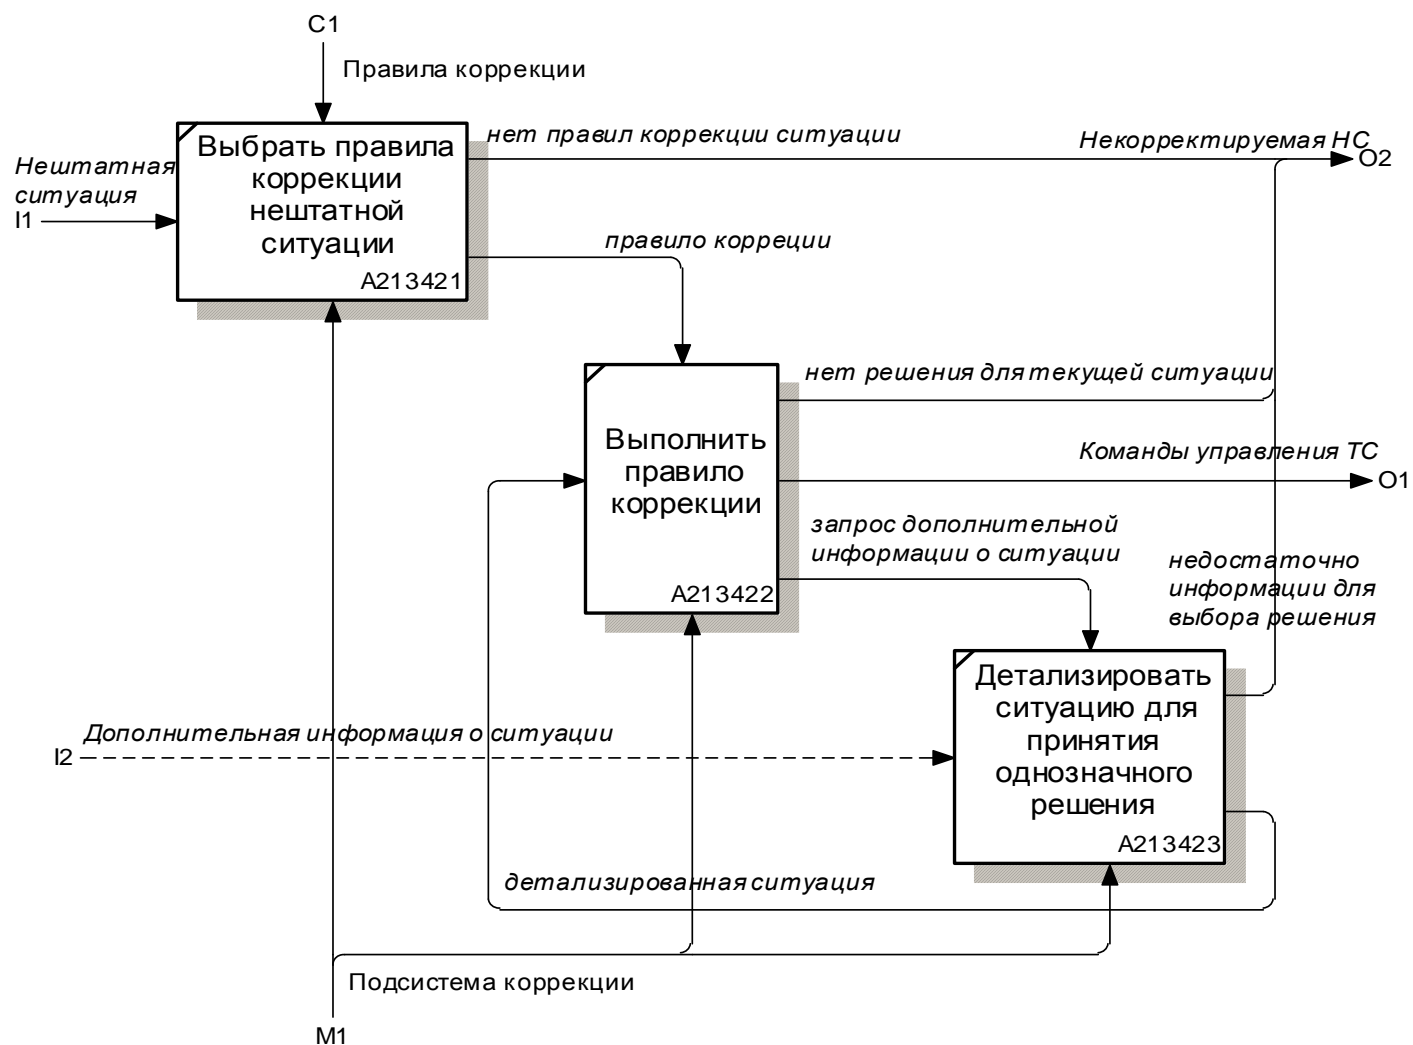 C1
Правила коррекции
Выбрать правила
коррекции
нештатной
ситуации
A213421
Нештатная
ситуация
I1
нет правил коррекции ситуации
Некорректируемая НС
O2
правило корреции
нет решения для текущей ситуации
Выполнить
правило
коррекции
A213422
Команды управления ТС
O1
запрос дополнительной
информации о ситуации
недостаточно
информации для
выбора решения
Детализировать
ситуацию для
принятия
однозначного
решения
A213423
Дополнительная информация о ситуации
I2
детализированная ситуация
Подсистема коррекции
M1